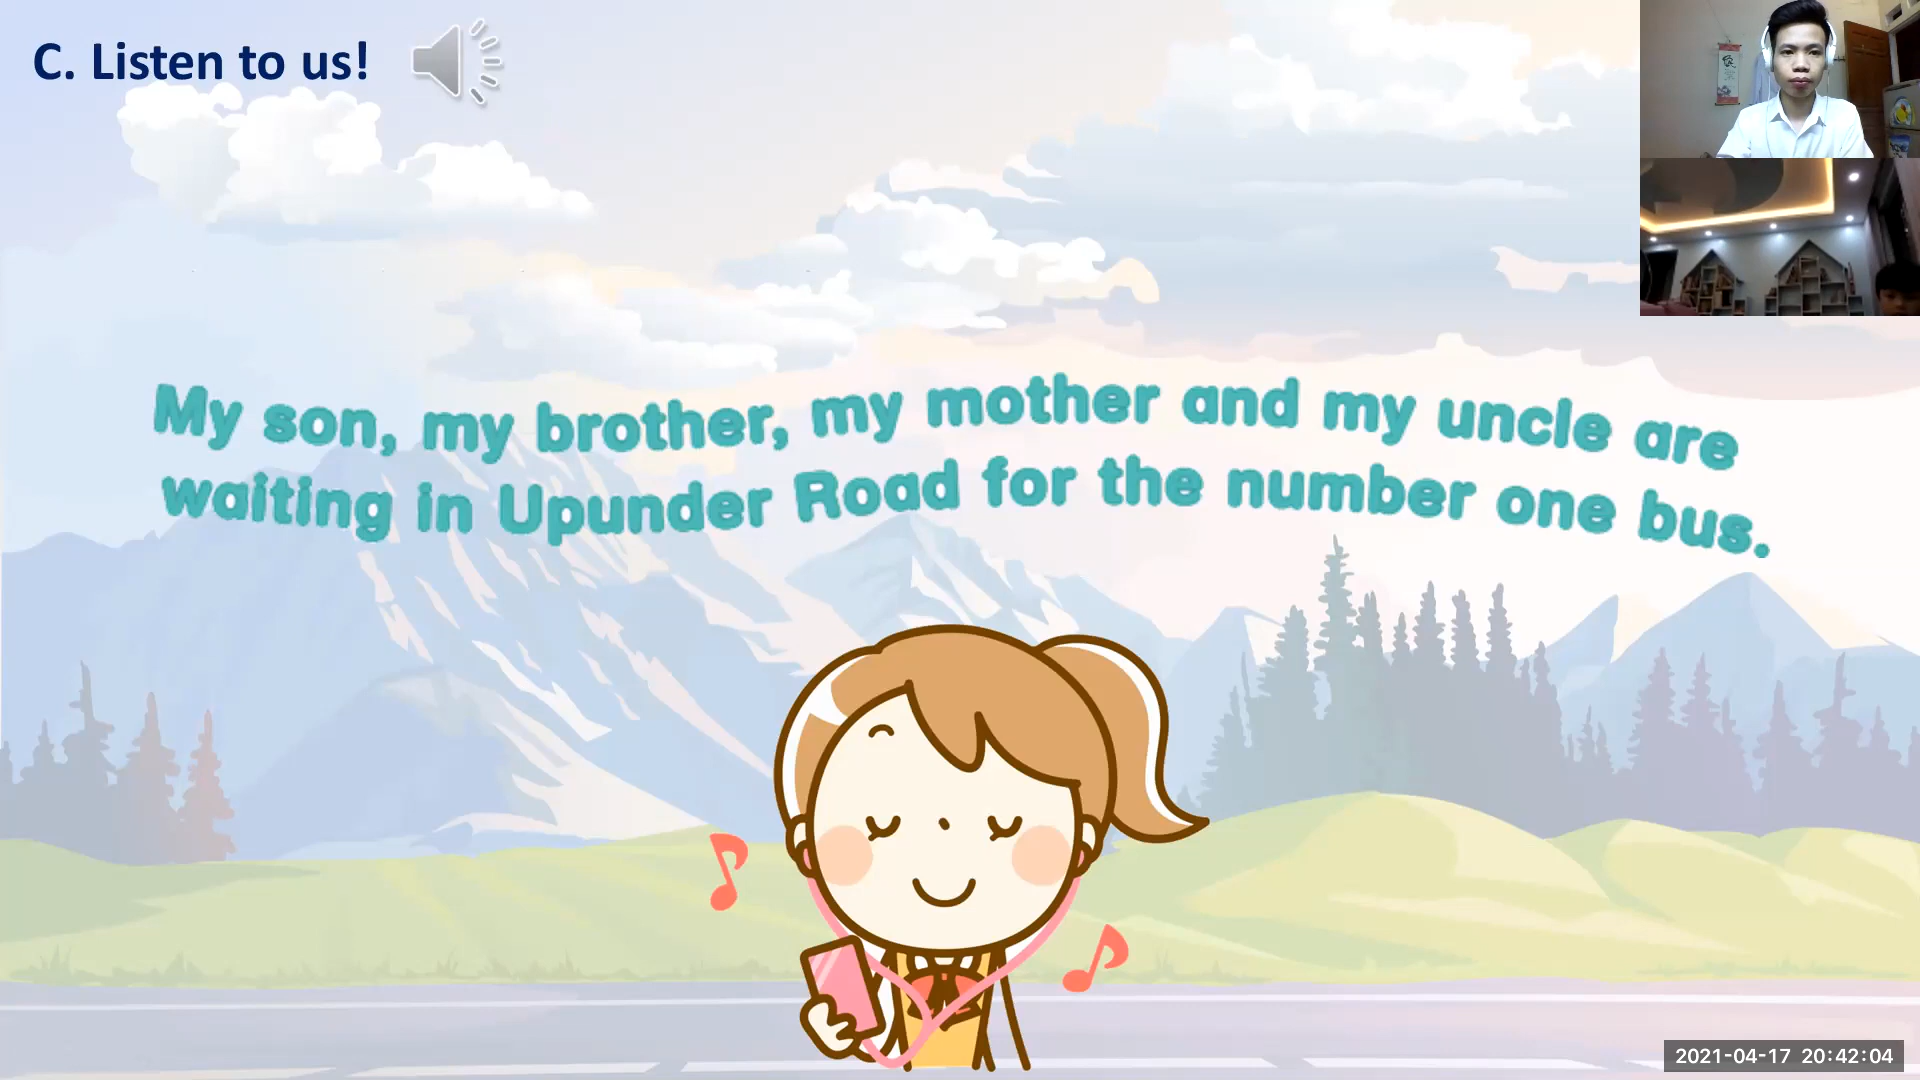 C. Listen to us!
My son, my brother, my mother and my uncle are
waiting in Upunder Road for the number one bus.
2021-04-17 20:42:04